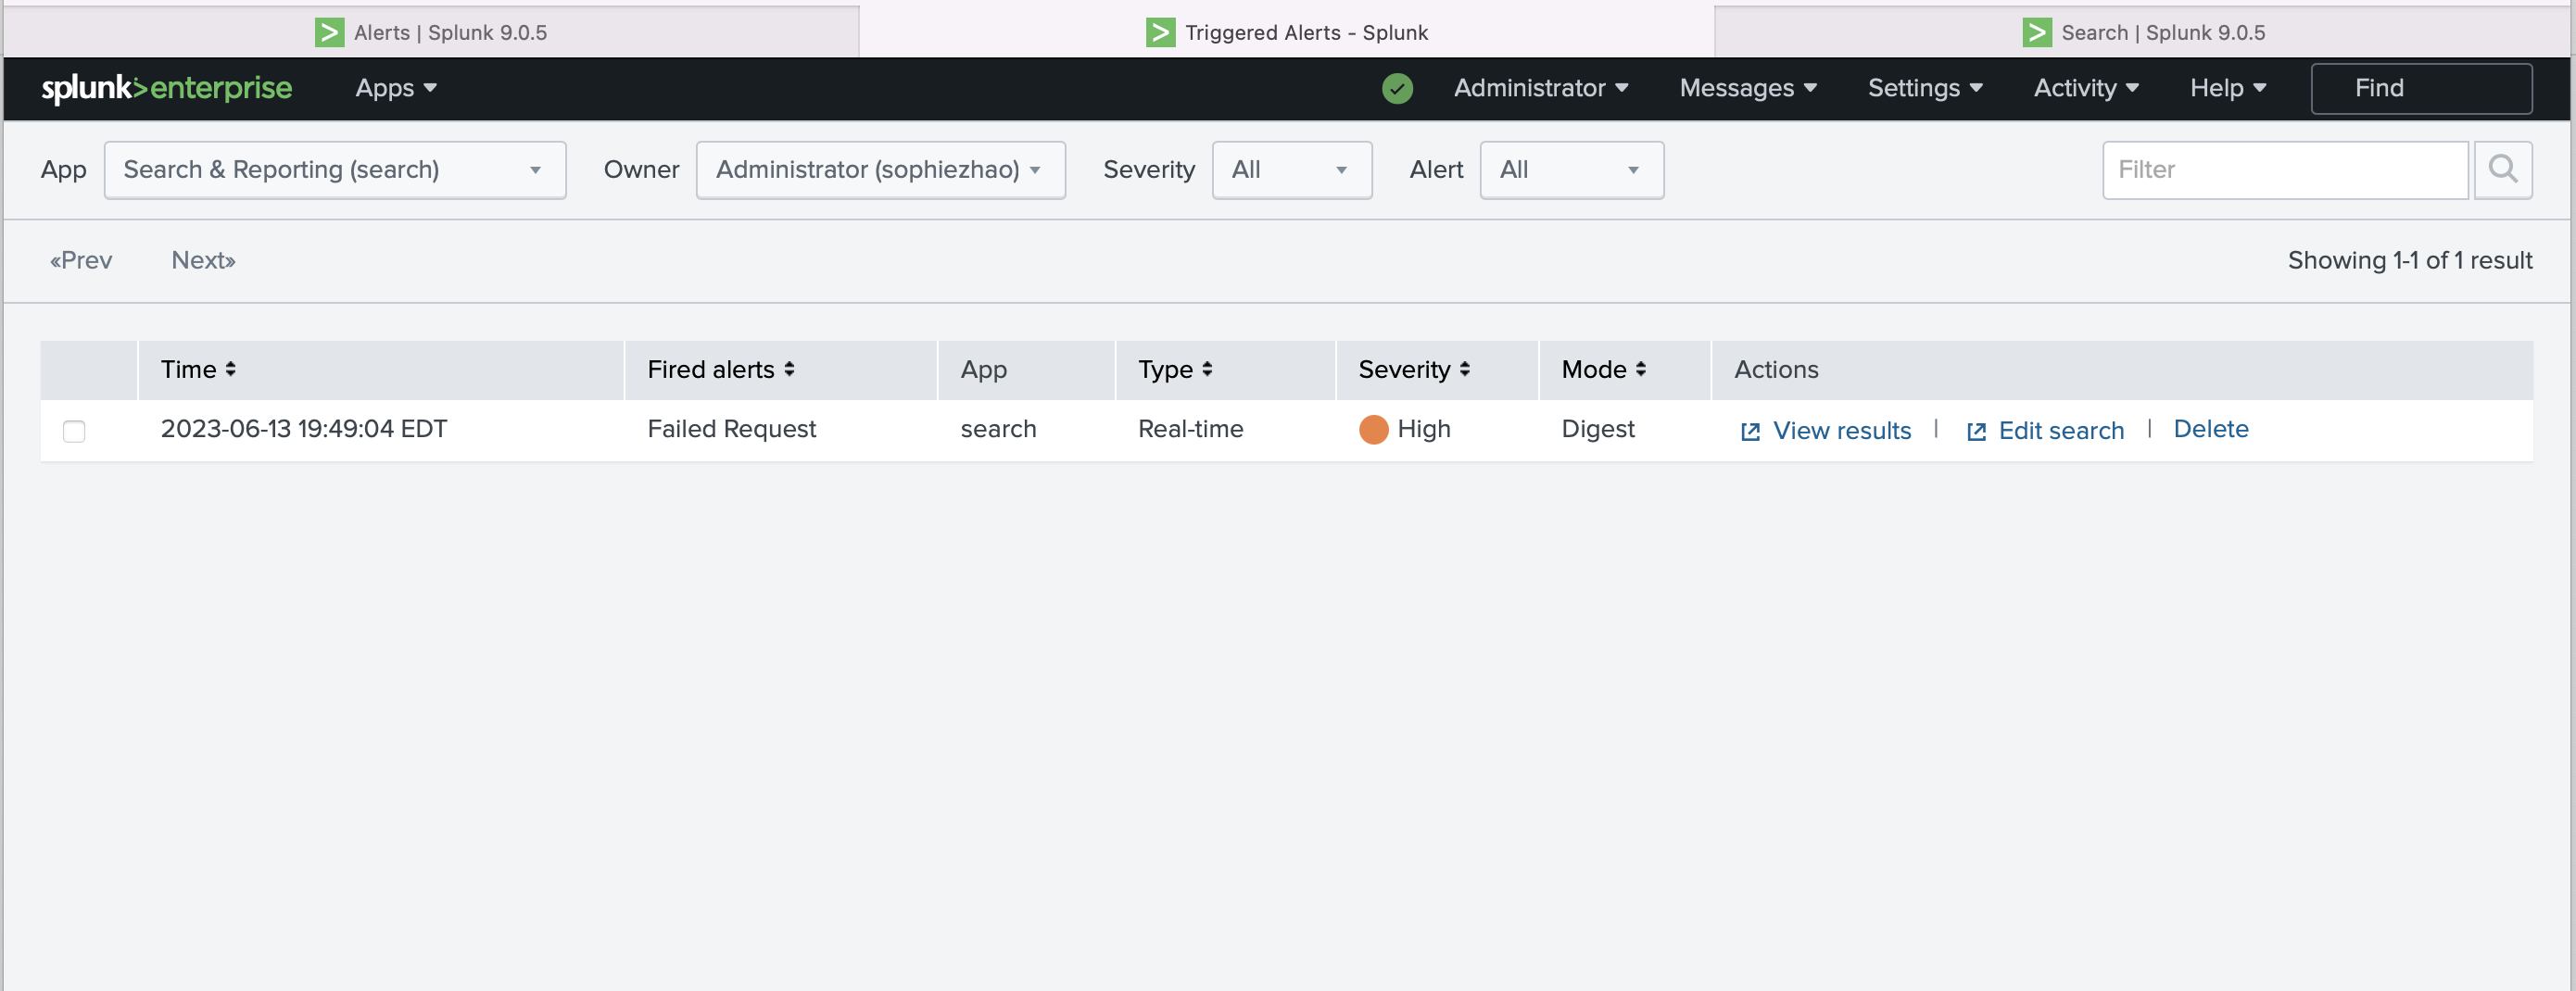 Alerts | Splunk 9.0.5
Triggered Alerts - Splunk
Search | Splunk 9.0.5
splunk>enterprise Apps Administrator Messages Settings Activity Help Find
App Search & Reporting (search) Owner Administrator (sophiezhao) Severity All Alert All Filter
«Prev Next» Showing 1-1 of 1 result
Time Fired alerts App Type Severity Mode Actions
2023-06-13 19:49:04 EDT Failed Request search Real-time High Digest View results | Edit search | Delete